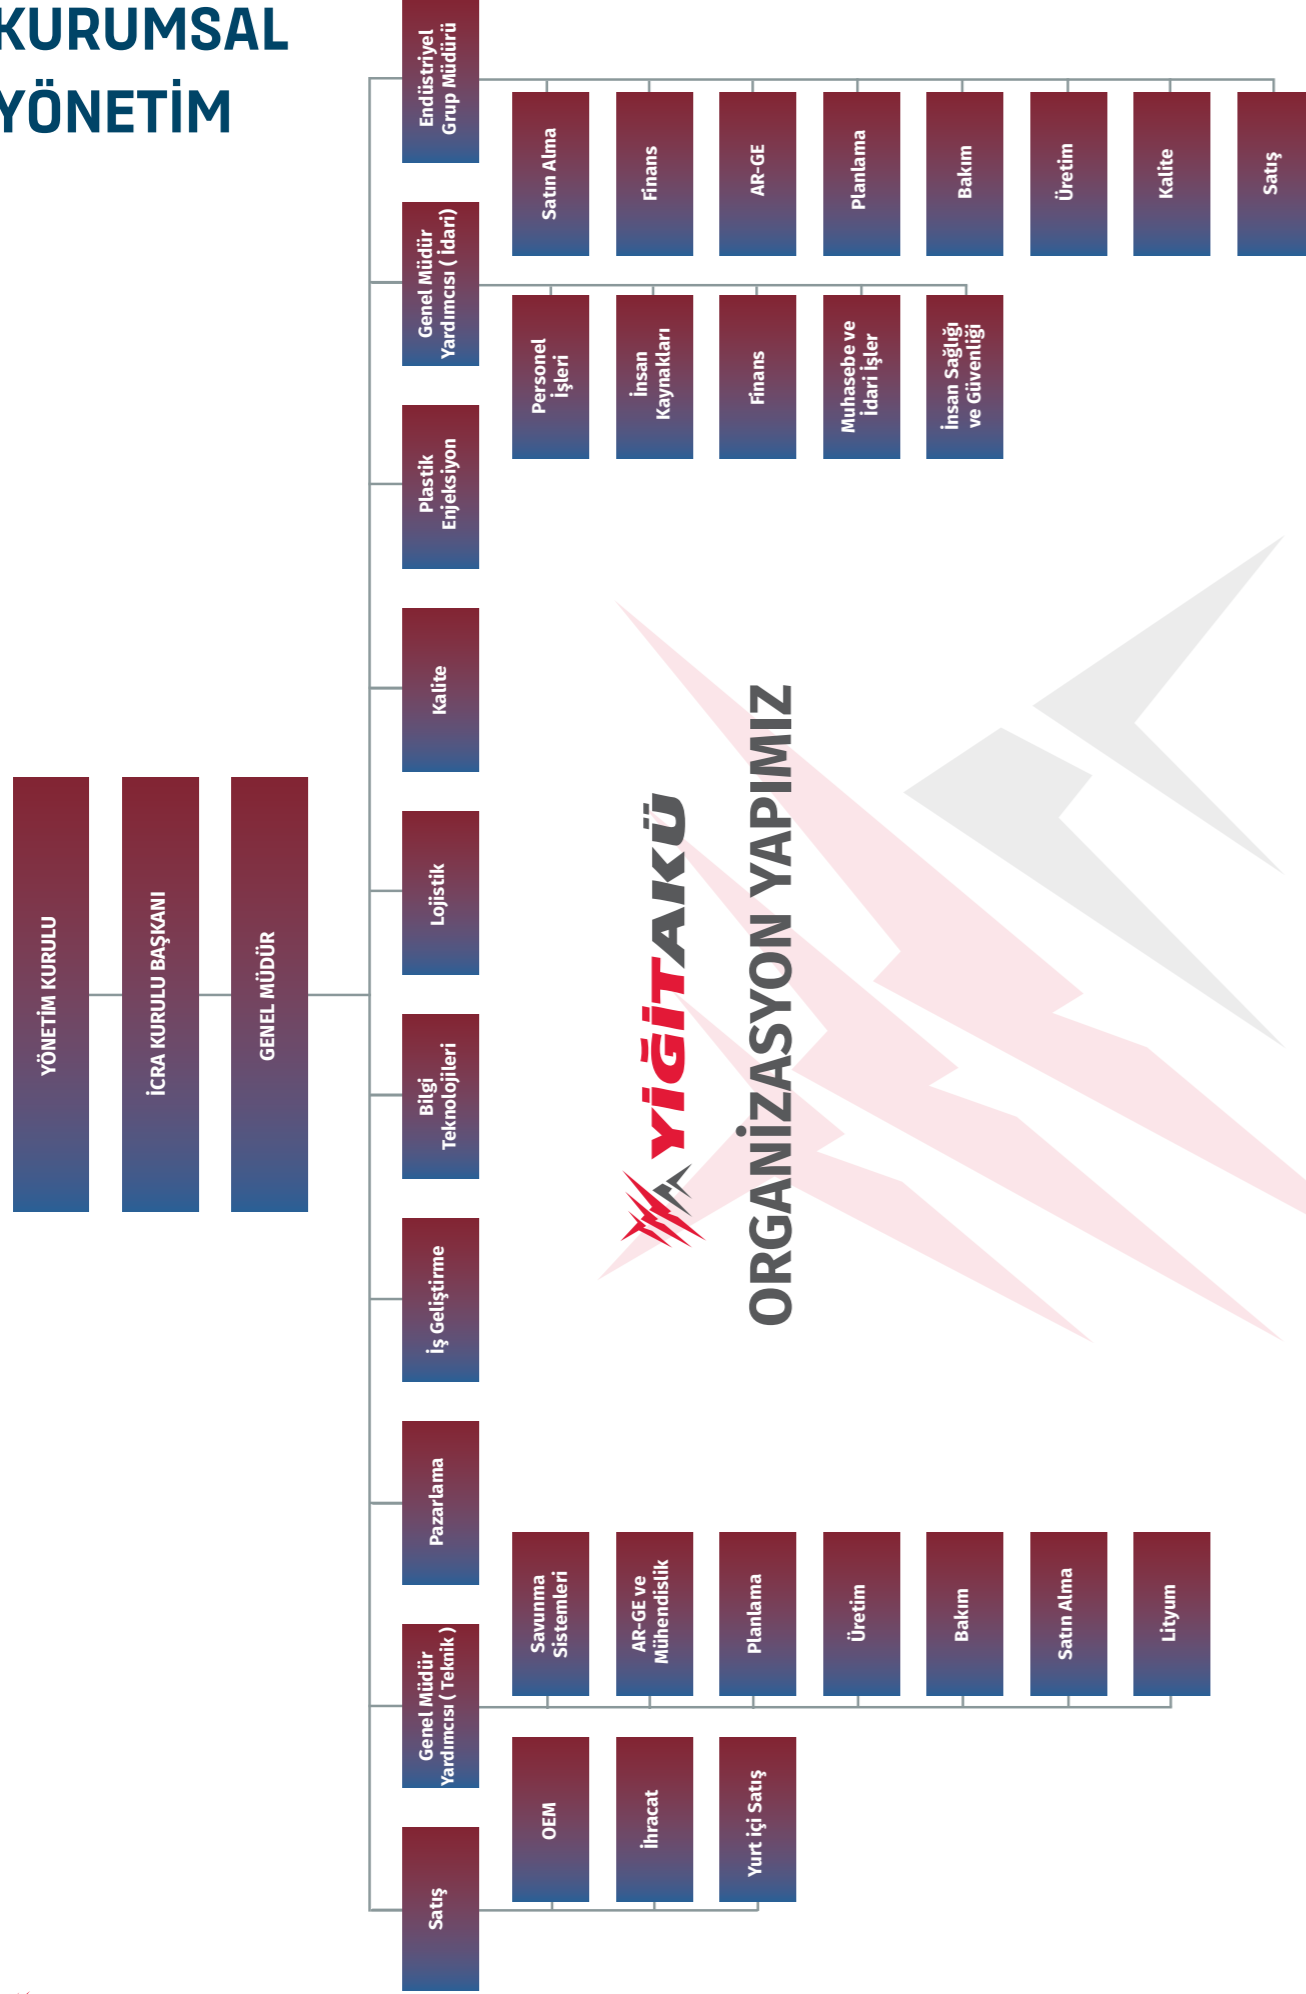 KURUMSAL
YÖNETİM
YÖNETİM KURULU
İCRA KURULU BAŞKANI
GENEL MÜDÜR
Satış
Genel Müdür
Yardımcısı ( Teknik )
Pazarlama
İş Geliştirme
Bilgi
Teknolojileri
Lojistik
Kalite
Plastik
Enjeksiyon
Genel Müdür
Yardımcısı ( İdari)
Endüstriyel
Grup Müdürü
OEM
İhracat
Yurt içi Satış
Savunma
Sistemleri
AR-GE ve
Mühendislik
Planlama
Üretim
Bakım
Satın Alma
Lityum
Personel
İşleri
İnsan
Kaynakları
Finans
Muhasebe ve
İdari İşler
İnsan Sağlığı
ve Güvenliği
Satın Alma
Finans
AR-GE
Planlama
Bakım
Üretim
Kalite
Satış
YİĞİTAKÜ
ORGANİZASYON YAPIMIZ